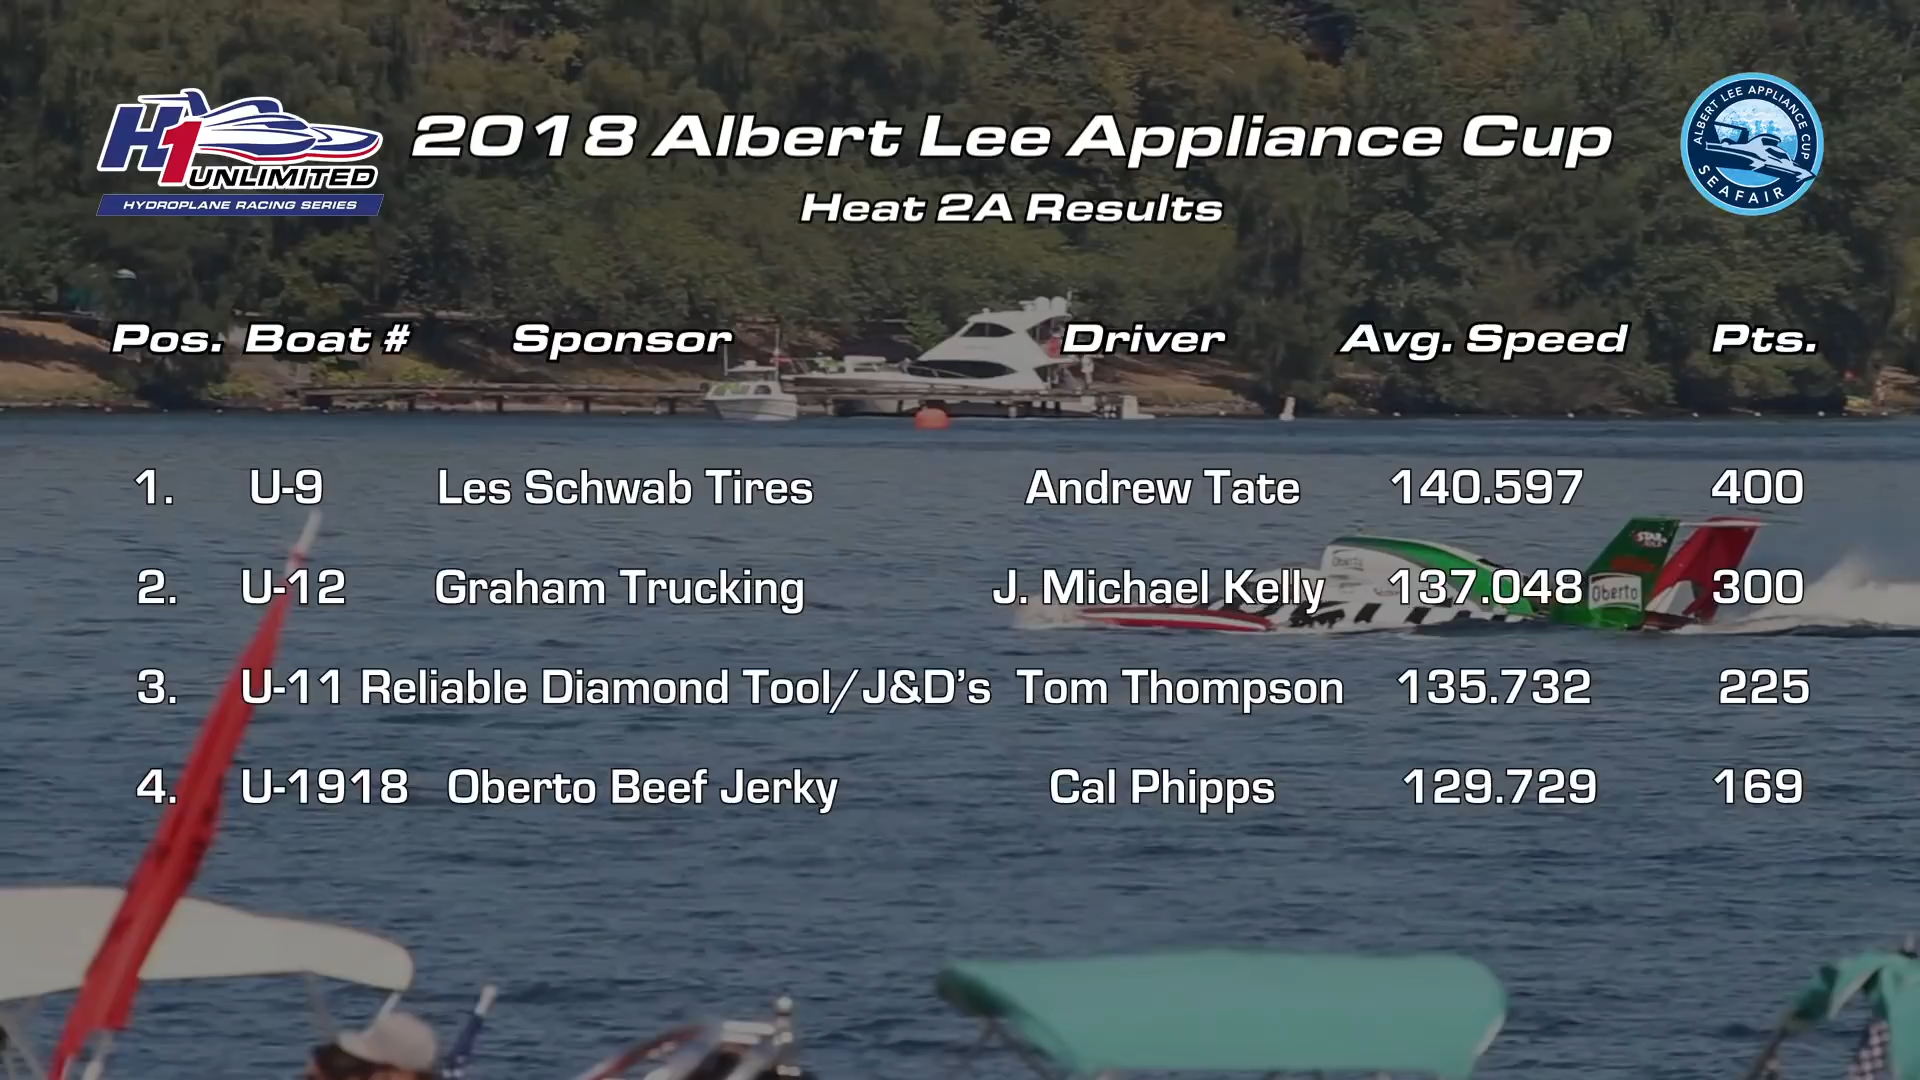 H1 UNLIMITED
HYDROPLANE RACING SERIES
2018 Albert Lee Appliance Cup
Heat 2A Results
ALBERT LEE APPLIANCE CUP
SEAFAIR
Pos. Boat # Sponsor Driver Avg. Speed Pts.
1. U-9 Les Schwab Tires Andrew Tate 140.597 400
2. U-12 Graham Trucking J. Michael Kelly 137.048 300
3. U-11 Reliable Diamond Tool/J&D's Tom Thompson 135.732 225
4. U-1918 Oberto Beef Jerky Cal Phipps 129.729 169
Oberto
STAR
Oberto